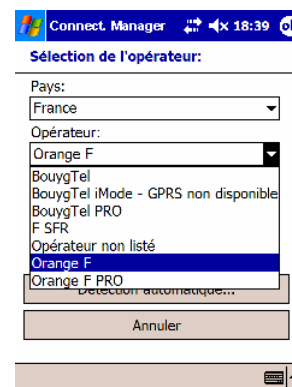 Connect. Manager 18:39
Sélection de l'opérateur:
Pays:
France
Opérateur:
Orange F
BouygTel
BouygTel iMode - GPRS non disponible
BouygTel PRO
F SFR
Opérateur non listé
Orange F
Orange F PRO
Détection automatique...
Annuler